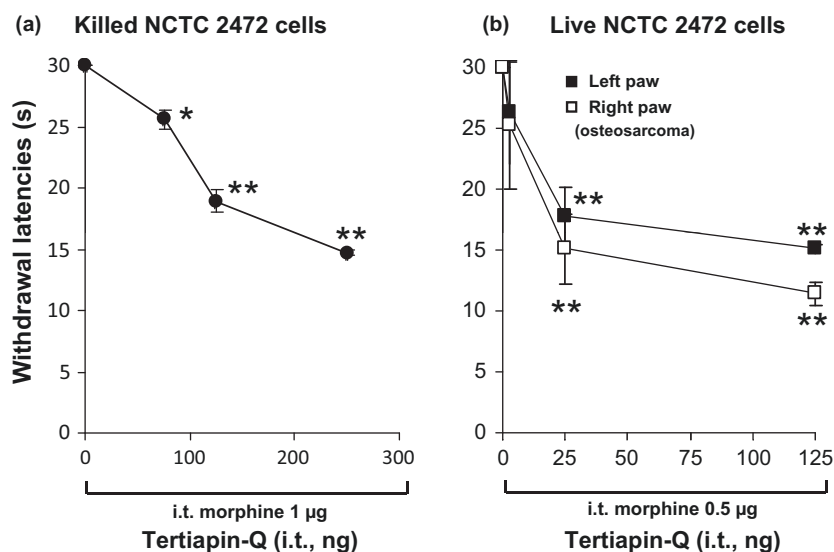 (a) Killed NCTC 2472 cells
Withdrawal latencies (s)
30
25
20
15
10
5
0
*
**
**
0 100 200 300
i.t. morphine 1 µg
Tertiapin-Q (i.t., ng)
(b) Live NCTC 2472 cells
30
25
20
15
10
5
0
Left paw
Right paw
(osteosarcoma)
**
**
**
**
0 25 50 75 100 125
i.t. morphine 0.5 µg
Tertiapin-Q (i.t., ng)